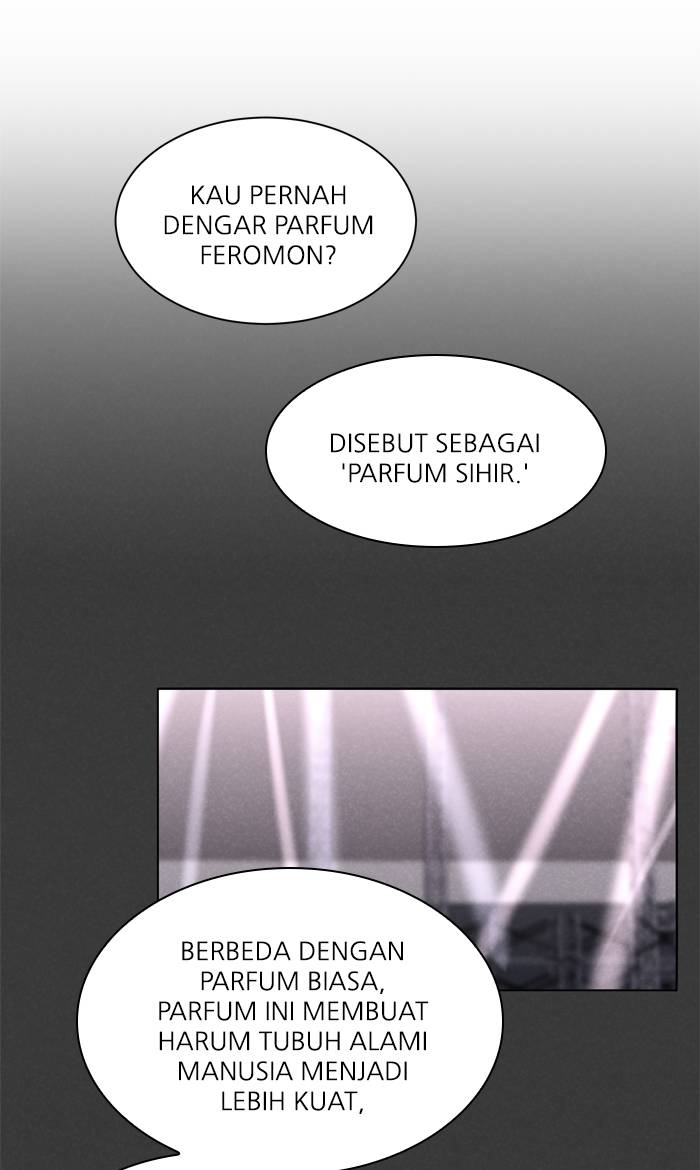 KAU PERNAH
DENGAR PARFUM
FEROMON?
DISEBUT SEBAGAI
'PARFUM SIHIR.'
BERBEDA DENGAN
PARFUM BIASA,
PARFUM INI MEMBUAT
HARUM TUBUH ALAMI
MANUSIA MENJADI
LEBIH KUAT,